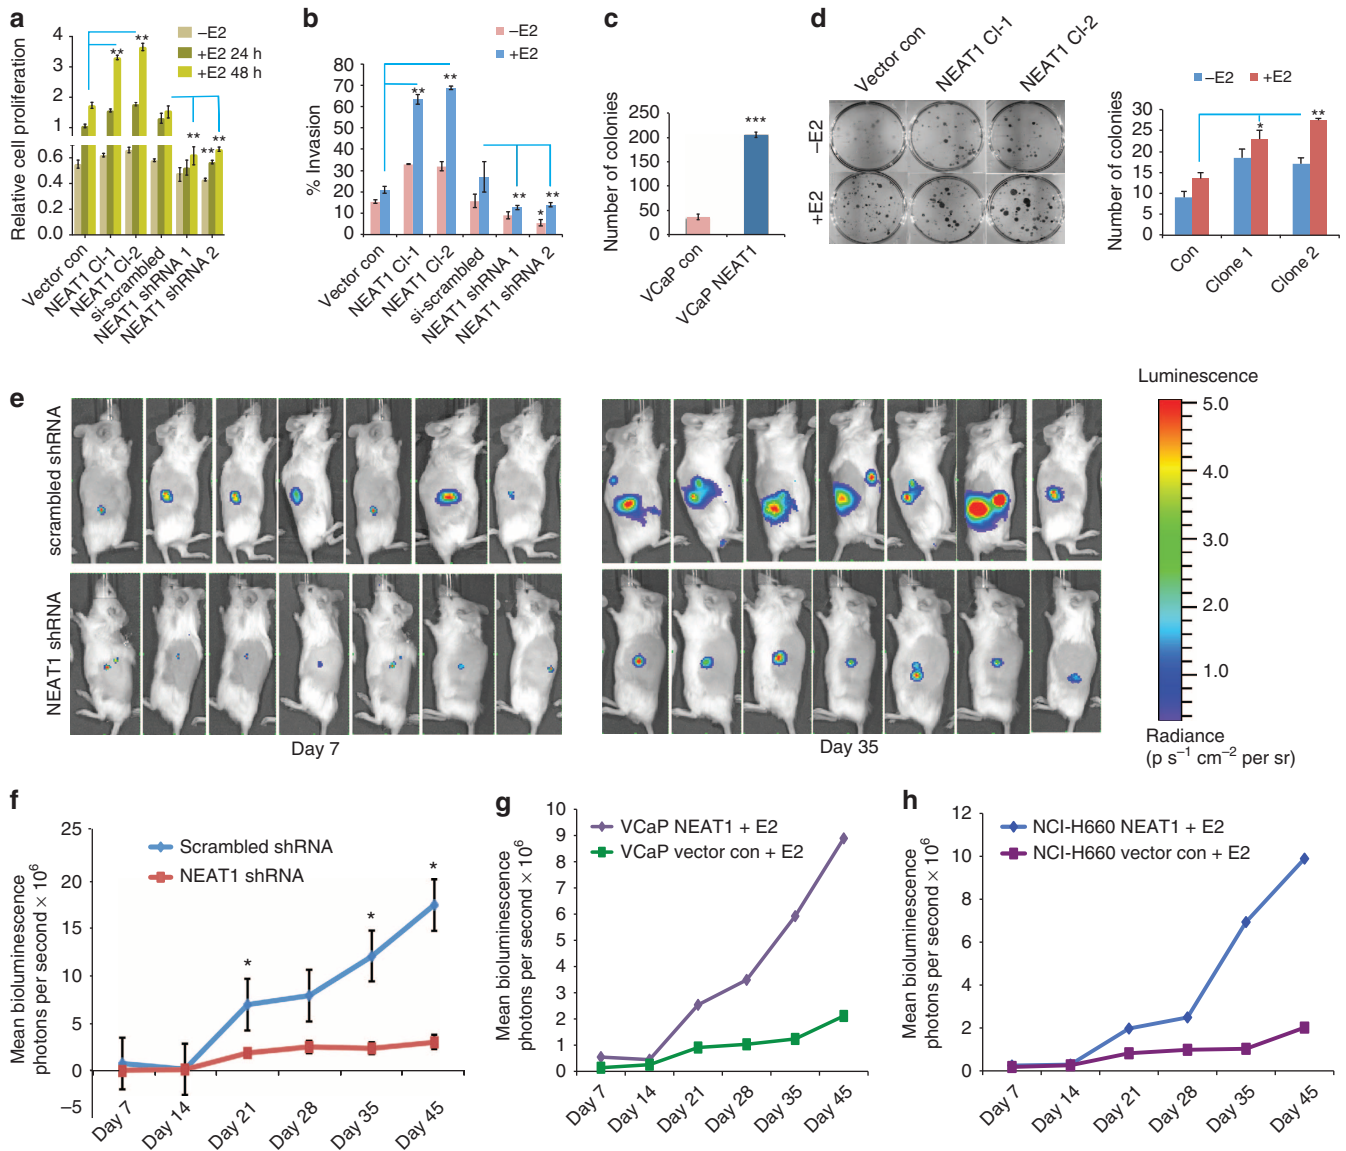 a
Relative cell proliferation
4
3
2
1
0.6
0.4
0.2
0.0
–E2
+E2 24 h
+E2 48 h
**
**
**
**
**
Vector con
NEAT1 Cl-1
NEAT1 Cl-2
si-scrambled
NEAT1 shRNA 1
NEAT1 shRNA 2
b
% Invasion
80
70
60
50
40
30
20
10
0
–E2
+E2
**
**
**
*
**
Vector con
NEAT1 Cl-1
NEAT1 Cl-2
si-scrambled
NEAT1 shRNA 1
NEAT1 shRNA 2
c
Number of colonies
250
200
150
100
50
0
***
VCaP con
VCaP NEAT1
d
Vector con
NEAT1 Cl-1
NEAT1 Cl-2
–E2
+E2
–E2
+E2
Number of colonies
30
25
20
15
10
5
0
*
**
Con
Clone 1
Clone 2
e
scrambled shRNA
NEAT1 shRNA
Day 7
Day 35
Luminescence
5.0
4.0
3.0
2.0
1.0
Radiance
(p s⁻¹ cm⁻² per sr)
f
Mean bioluminescence
photons per second × 10⁶
25
20
15
10
5
0
–5
Scrambled shRNA
NEAT1 shRNA
*
*
*
Day 7
Day 14
Day 21
Day 28
Day 35
Day 45
g
Mean bioluminescence
photons per second × 10⁶
10
9
8
7
6
5
4
3
2
1
0
VCaP NEAT1 + E2
VCaP vector con + E2
Day 7
Day 14
Day 21
Day 28
Day 35
Day 45
h
Mean bioluminescence
photons per second × 10⁶
12
10
8
6
4
2
0
NCI-H660 NEAT1 + E2
NCI-H660 vector con + E2
Day 7
Day 14
Day 21
Day 28
Day 35
Day 45